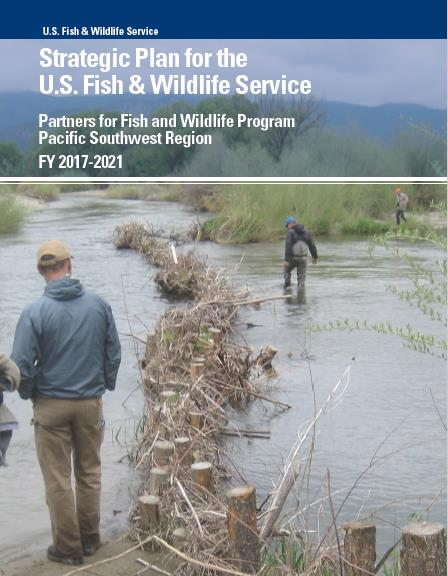 U.S. Fish & Wildlife Service
Strategic Plan for the
U.S. Fish & Wildlife Service
Partners for Fish and Wildlife Program
Pacific Southwest Region
FY 2017-2021